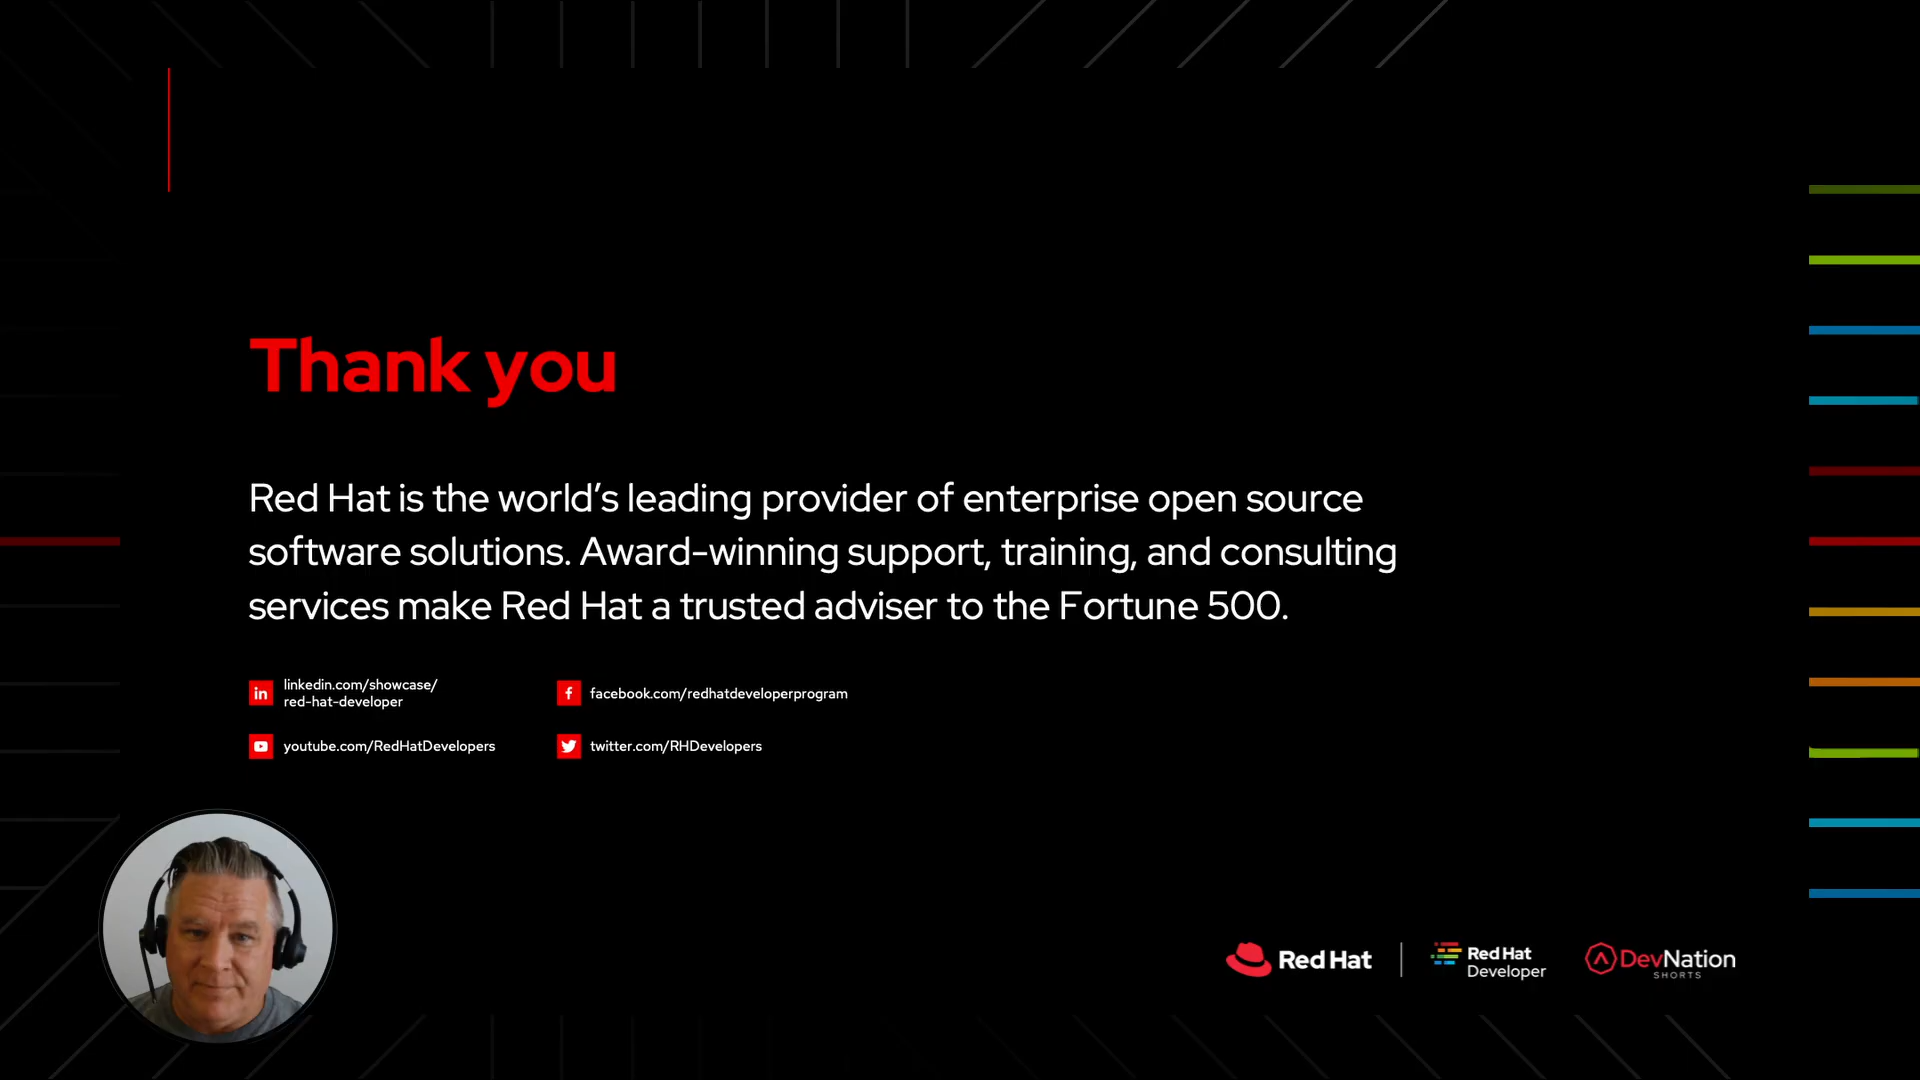 Thank you
Red Hat is the world’s leading provider of enterprise open source
software solutions. Award-winning support, training, and consulting
services make Red Hat a trusted adviser to the Fortune 500.
linkedin.com/showcase/
red-hat-developer
facebook.com/redhatdeveloperprogram
youtube.com/RedHatDevelopers
twitter.com/RHDevelopers
Red Hat
Red Hat
Developer
DevNation
SHORTS